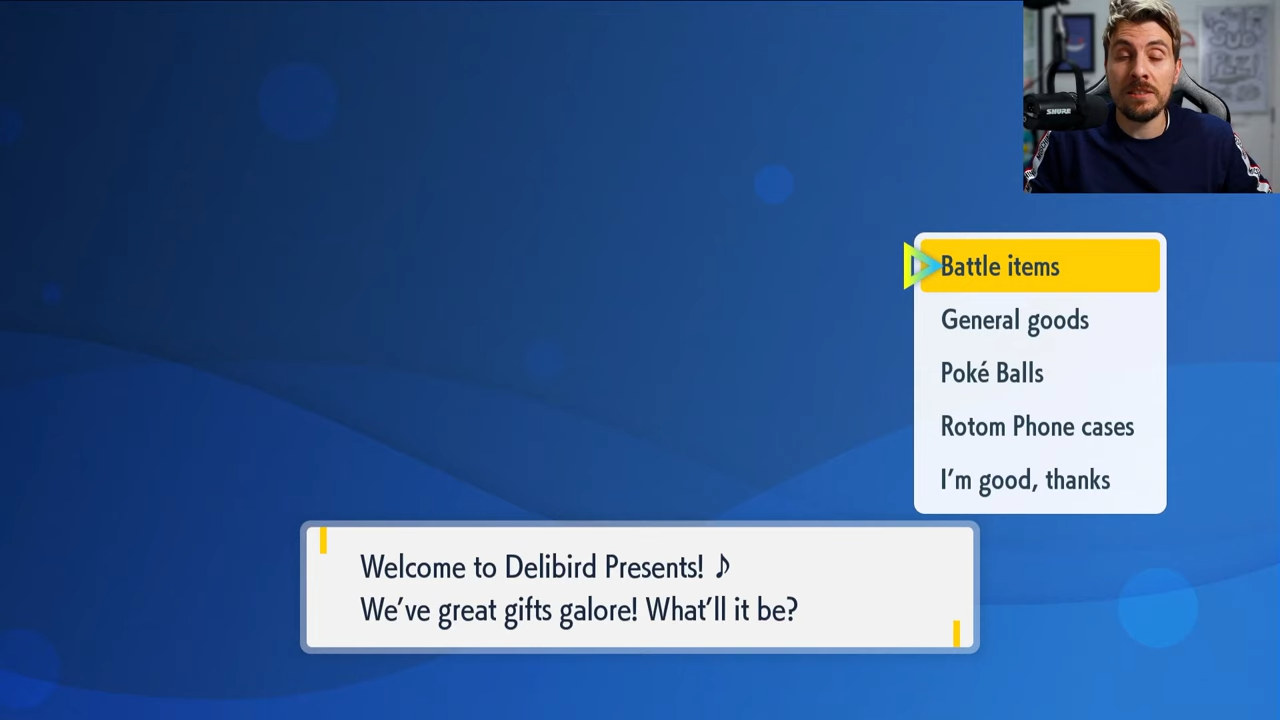 SHURE
Battle items
General goods
Poké Balls
Rotom Phone cases
I'm good, thanks
Welcome to Delibird Presents! ♪
We've great gifts galore! What'll it be?